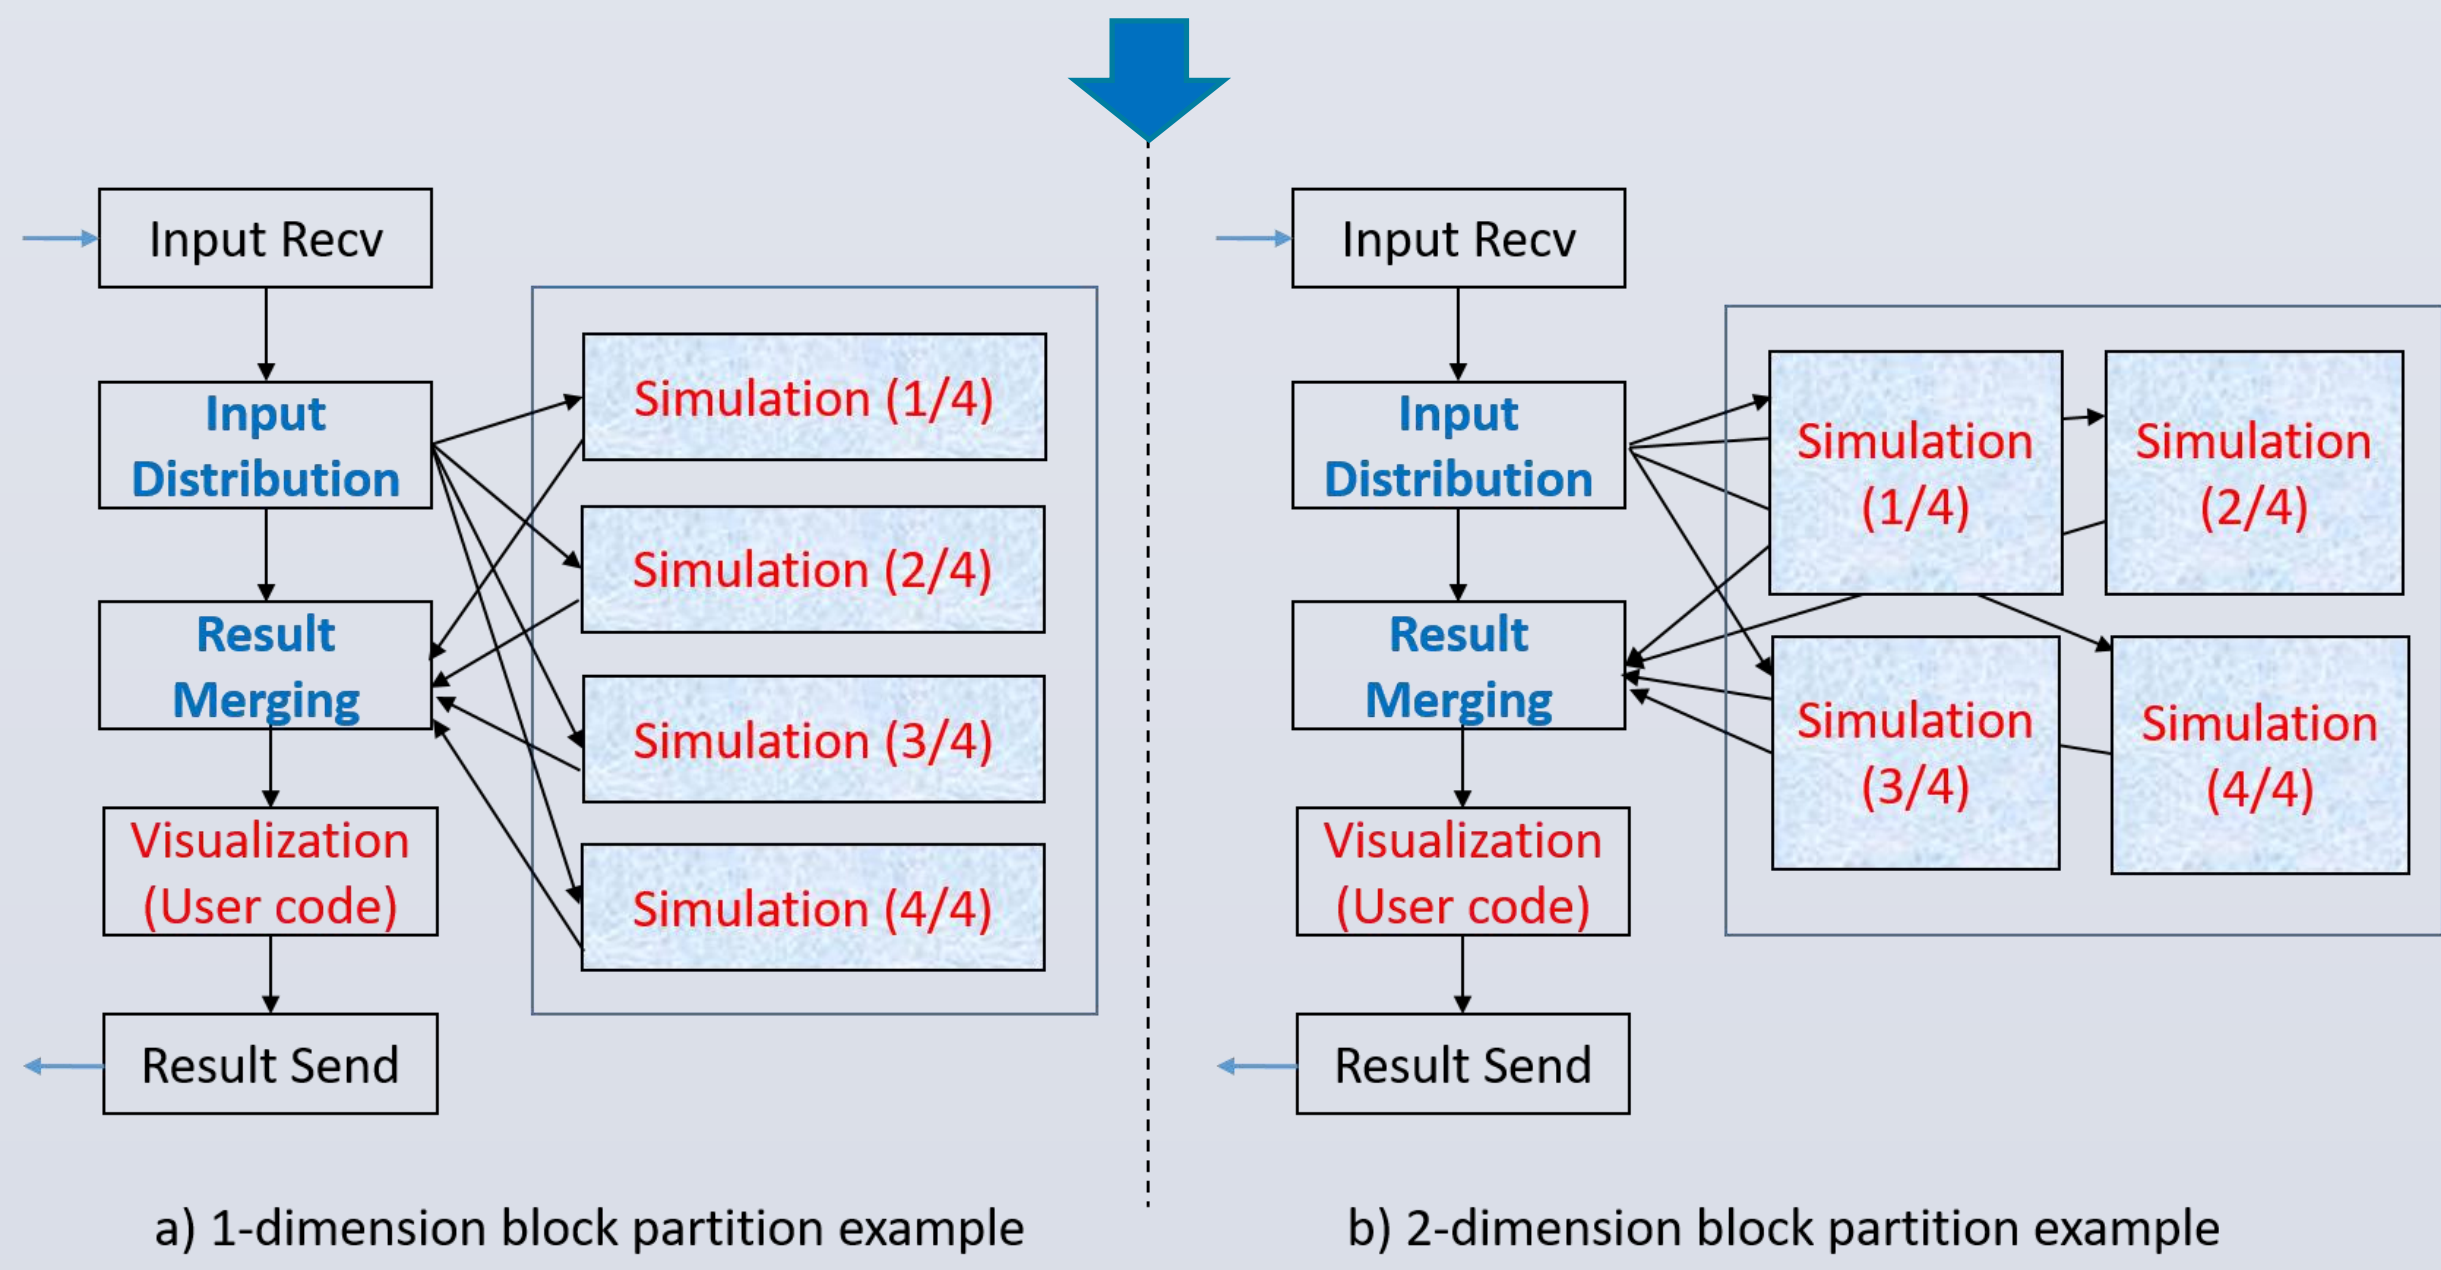 Input Recv
Input
Distribution
Result
Merging
Visualization
(User code)
Result Send
Simulation (1/4)
Simulation (2/4)
Simulation (3/4)
Simulation (4/4)
a) 1-dimension block partition example
Input Recv
Input
Distribution
Result
Merging
Visualization
(User code)
Result Send
Simulation
(1/4)
Simulation
(2/4)
Simulation
(3/4)
Simulation
(4/4)
b) 2-dimension block partition example